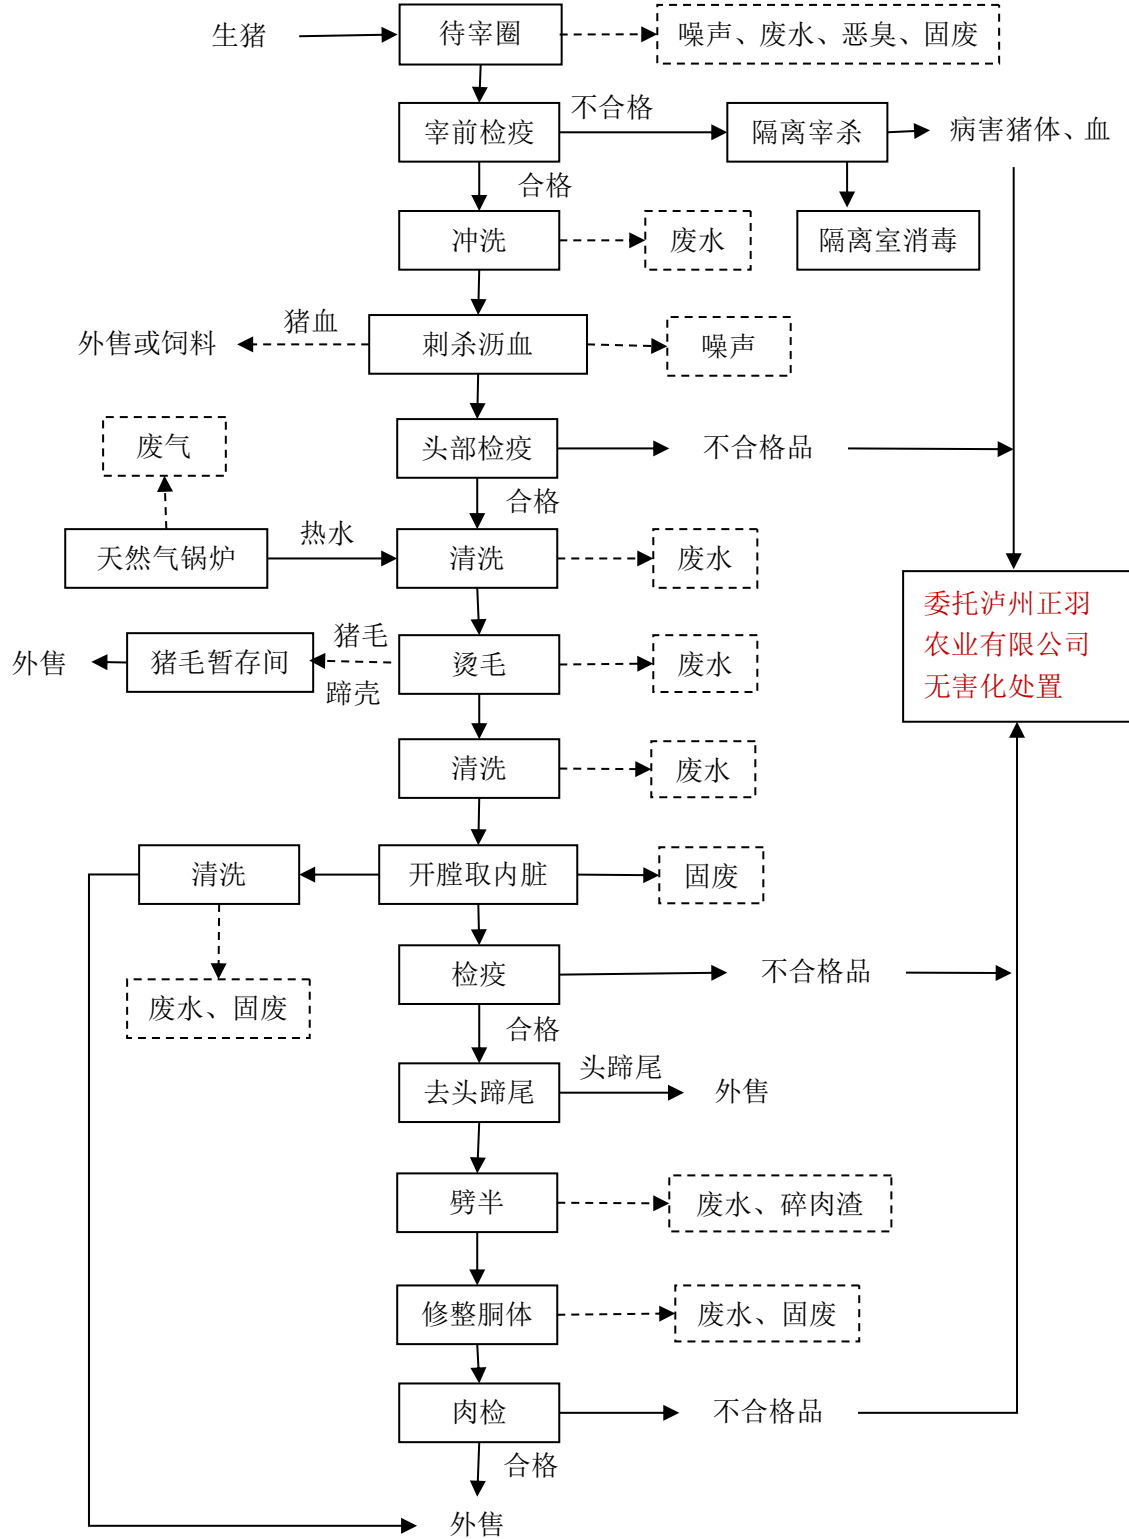 生猪
待宰圈
噪声、废水、恶臭、固废
不合格
宰前检疫
隔离宰杀
病害猪体、血
合格
冲洗
废水
隔离室消毒
猪血
外售或饲料
刺杀沥血
噪声
废气
头部检疫
不合格品
合格
热水
天然气锅炉
清洗
废水
委托泸州正羽
农业有限公司
无害化处置
猪毛
外售
猪毛暂存间
烫毛
废水
蹄壳
清洗
废水
清洗
开膛取内脏
固废
检疫
不合格品
废水、固废
合格
头蹄尾
去头蹄尾
外售
劈半
废水、碎肉渣
修整胴体
废水、固废
肉检
不合格品
合格
外售